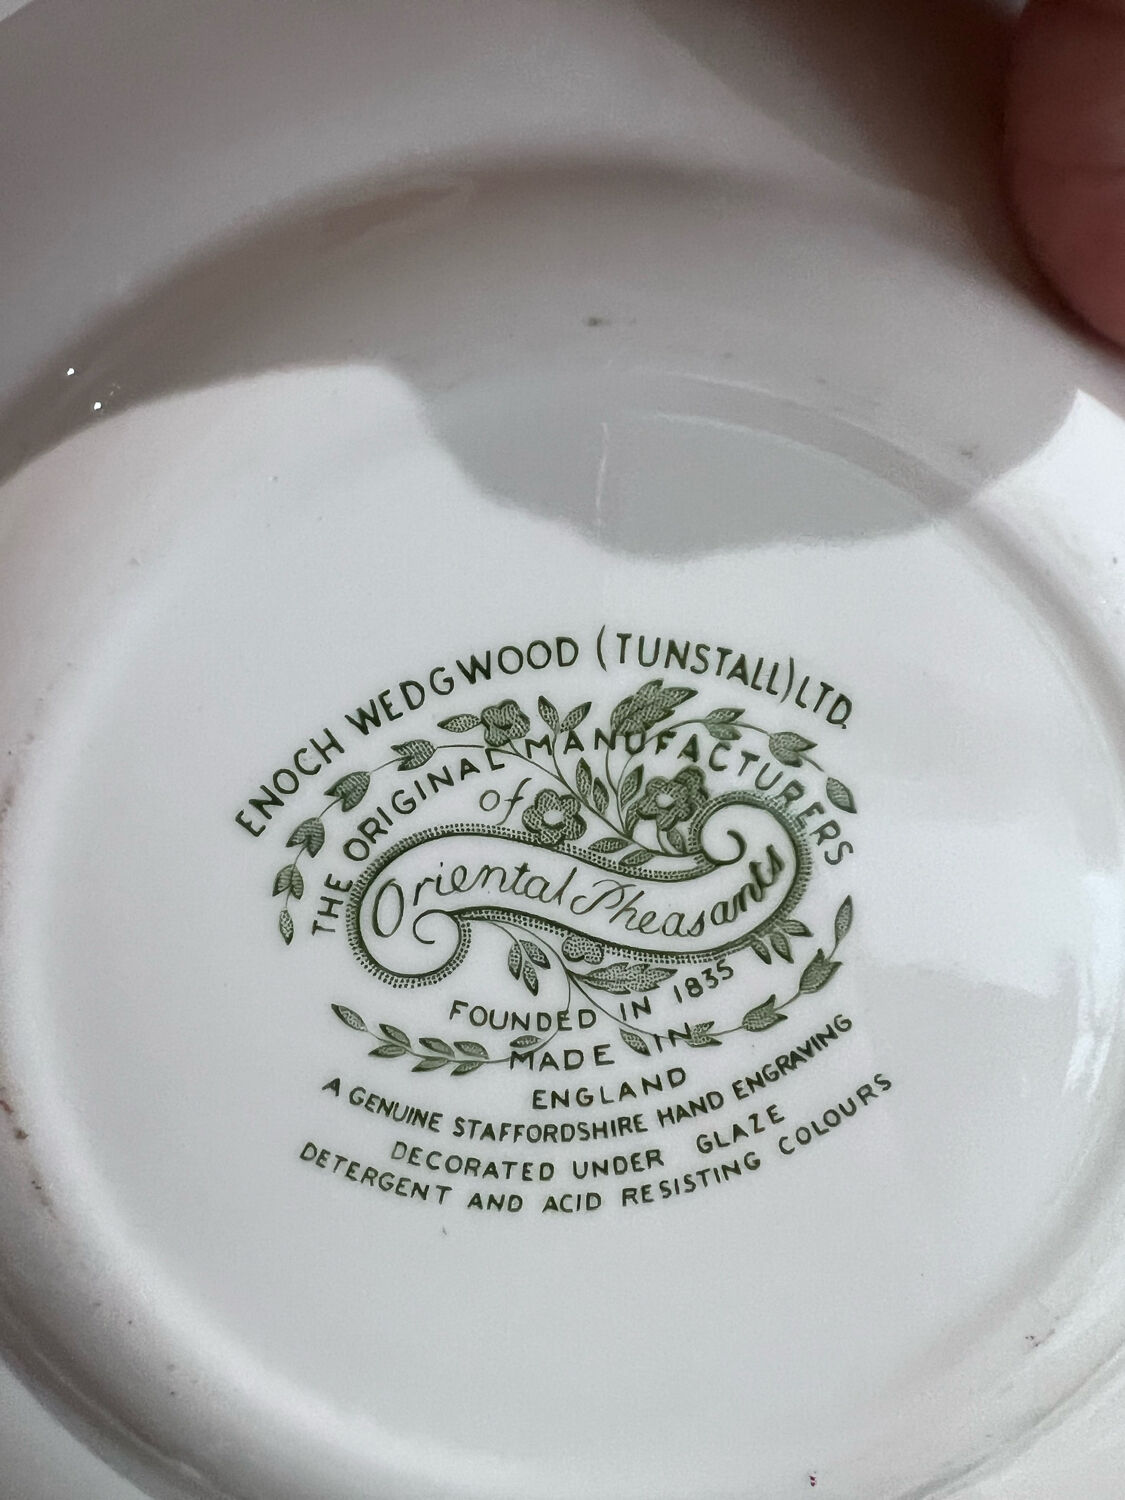 ENOCH WEDGWOOD (TUNSTALL) LTD.
THE ORIGINAL MANUFACTURERS
of
Oriental Pheasants
FOUNDED IN 1835
MADE IN
ENGLAND
A GENUINE STAFFORDSHIRE HAND ENGRAVING
DECORATED UNDER GLAZE
DETERGENT AND ACID RESISTING COLOURS